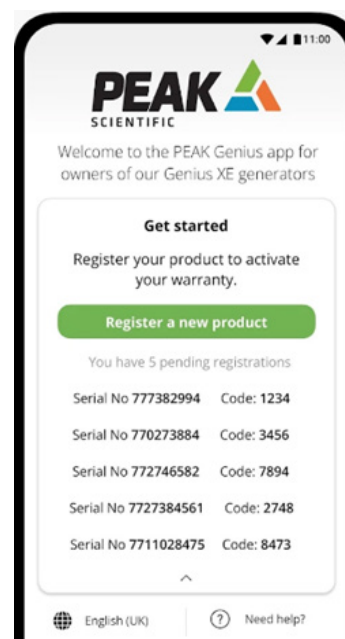 11:00
PEAK
SCIENTIFIC
Welcome to the PEAK Genius app for
owners of our Genius XE generators
Get started
Register your product to activate
your warranty.
Register a new product
You have 5 pending registrations
Serial No 777382994 Code: 1234
Serial No 770273884 Code: 3456
Serial No 772746582 Code: 7894
Serial No 7727384561 Code: 2748
Serial No 7711028475 Code: 8473
English (UK) ? Need help?